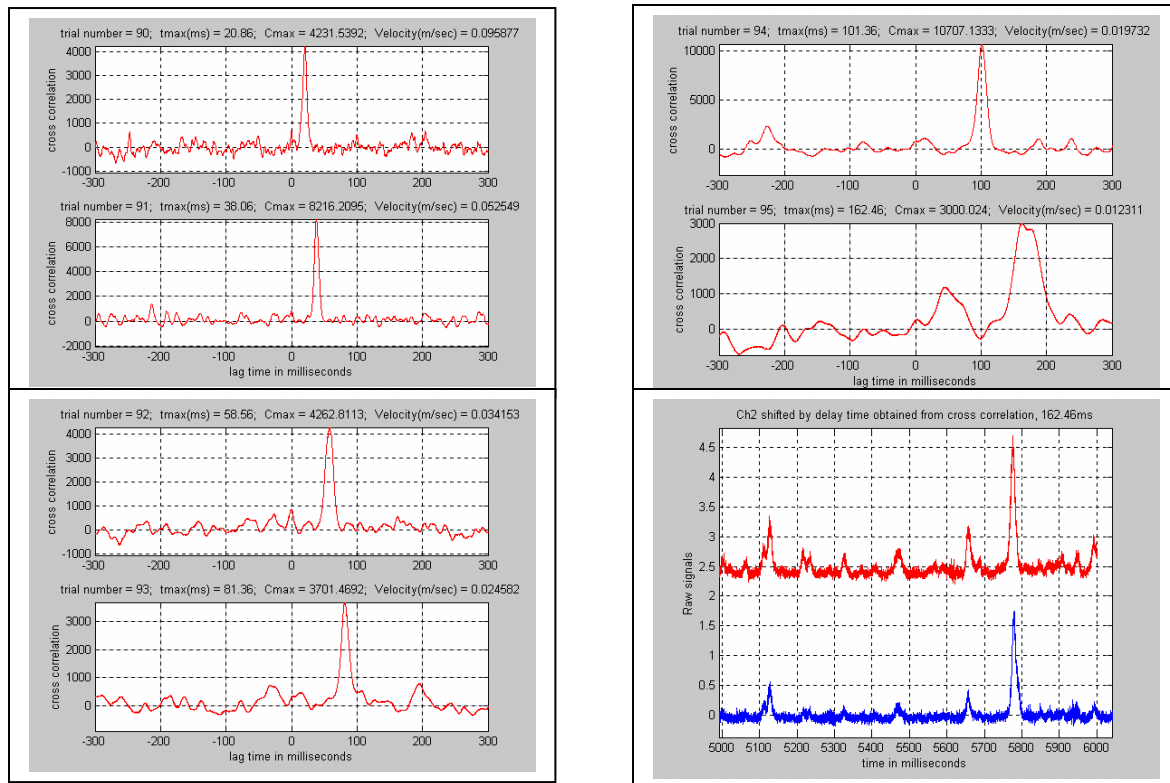 trial number = 90;  tmax(ms) = 20.86;  Cmax = 4231.5392;  Velocity(m/sec) = 0.095877
cross correlation
4000
3000
2000
1000
0
-1000
-300 -200 -100 0 100 200 300
trial number = 91;  tmax(ms) = 38.06;  Cmax = 8216.2095;  Velocity(m/sec) = 0.052549
cross correlation
8000
6000
4000
2000
0
-2000
-300 -200 -100 0 100 200 300
lag time in milliseconds
trial number = 94;  tmax(ms) = 101.36;  Cmax = 10707.1333;  Velocity(m/sec) = 0.019732
cross correlation
10000
5000
0
-300 -200 -100 0 100 200 300
trial number = 95;  tmax(ms) = 162.46;  Cmax = 3000.024;  Velocity(m/sec) = 0.012311
cross correlation
3000
2000
1000
0
-300 -200 -100 0 100 200 300
lag time in milliseconds
trial number = 92;  tmax(ms) = 58.56;  Cmax = 4262.8113;  Velocity(m/sec) = 0.034153
cross correlation
4000
3000
2000
1000
0
-1000
-300 -200 -100 0 100 200 300
trial number = 93;  tmax(ms) = 81.36;  Cmax = 3701.4692;  Velocity(m/sec) = 0.024582
cross correlation
3000
2000
1000
0
-300 -200 -100 0 100 200 300
lag time in milliseconds
Ch2 shifted by delay time obtained from cross correlation, 162.46ms
Raw signals
4.5
4
3.5
3
2.5
2
1.5
1
0.5
0
5000 5100 5200 5300 5400 5500 5600 5700 5800 5900 6000
time in milliseconds